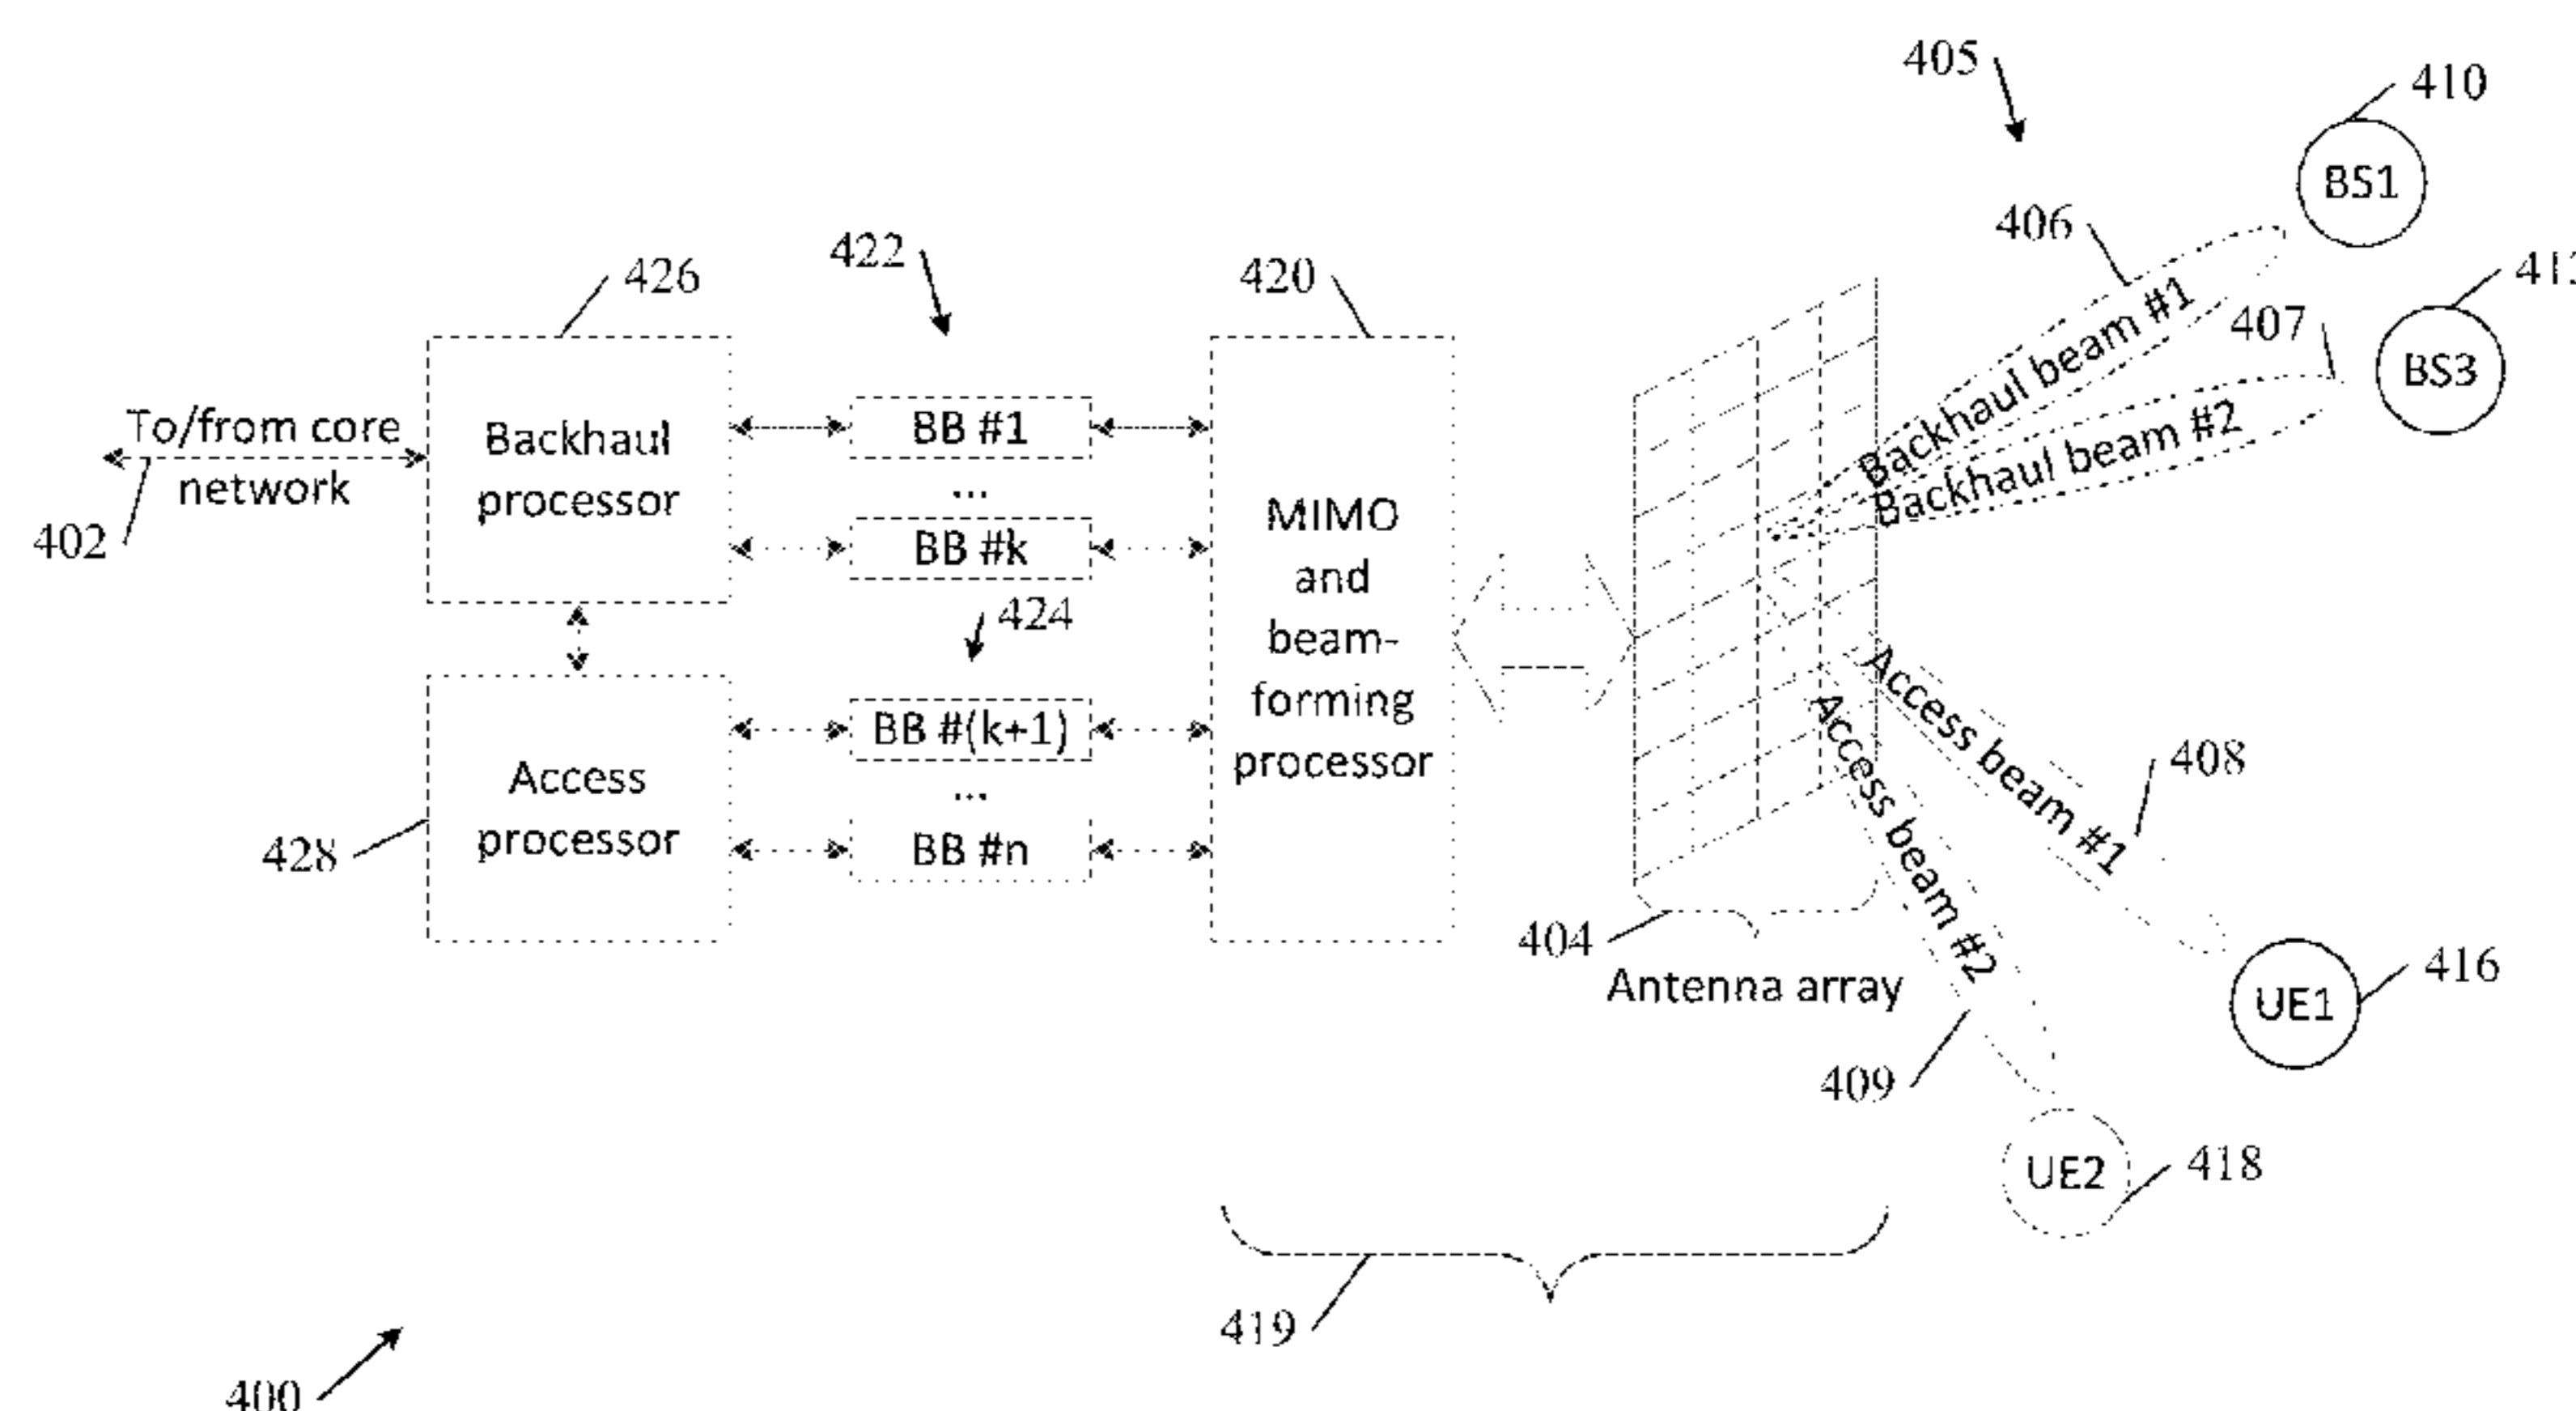 405
410
BS1
406
422
426
420
Backhaul beam #1
407
BS3
To/from core
network
402
Backhaul
processor
BB #1
...
BB #k
424
Backhaul beam #2
MIMO
and
beam-
forming
processor
Access
processor
428
BB #(k+1)
...
BB #n
Access beam #1
408
Access beam #2
404
Antenna array
409
UE1
416
UE2
418
419
400